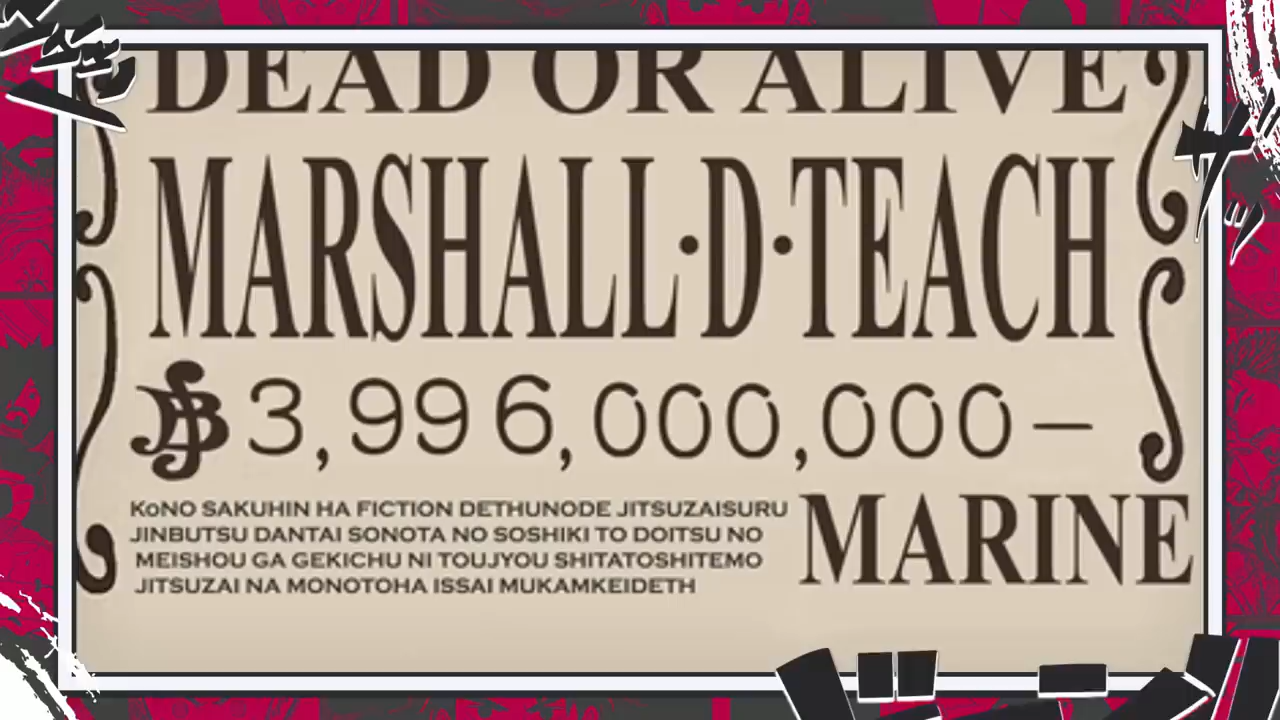 DEAD OR ALIVE
MARSHALL·D·TEACH
3,996,000,000—
KoNO SAKUHIN HA FICTION DETHUNODE JITSUZAISURU
JINBUTSU DANTAI SONOTA NO SOSHIKI TO DOITSU NO
MEISHOU GA GEKICHU NI TOUJYOU SHITATOSHITEMO
JITSUZAI NA MONOTOHA ISSAI MUKAMKEIDETH
MARINE